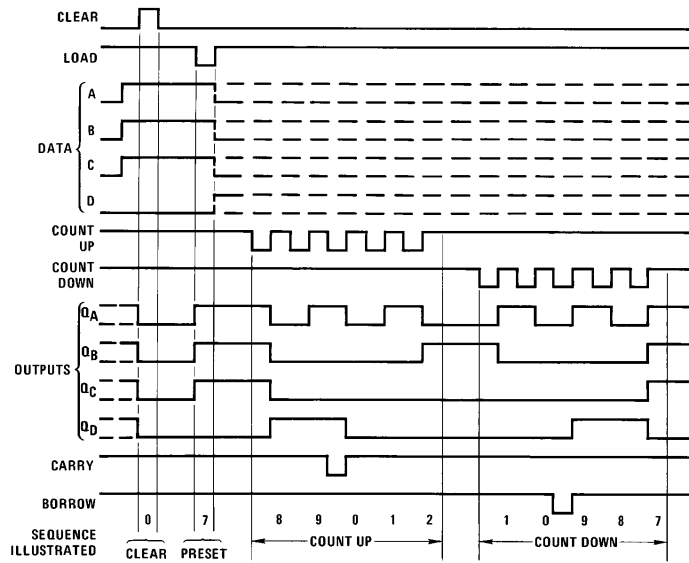 CLEAR
LOAD
A
B
DATA
C
D
COUNT
UP
COUNT
DOWN
QA
QB
OUTPUTS
QC
QD
CARRY
BORROW
0 7 8 9 0 1 2 1 0 9 8 7
SEQUENCE
ILLUSTRATED
CLEAR PRESET COUNT UP COUNT DOWN